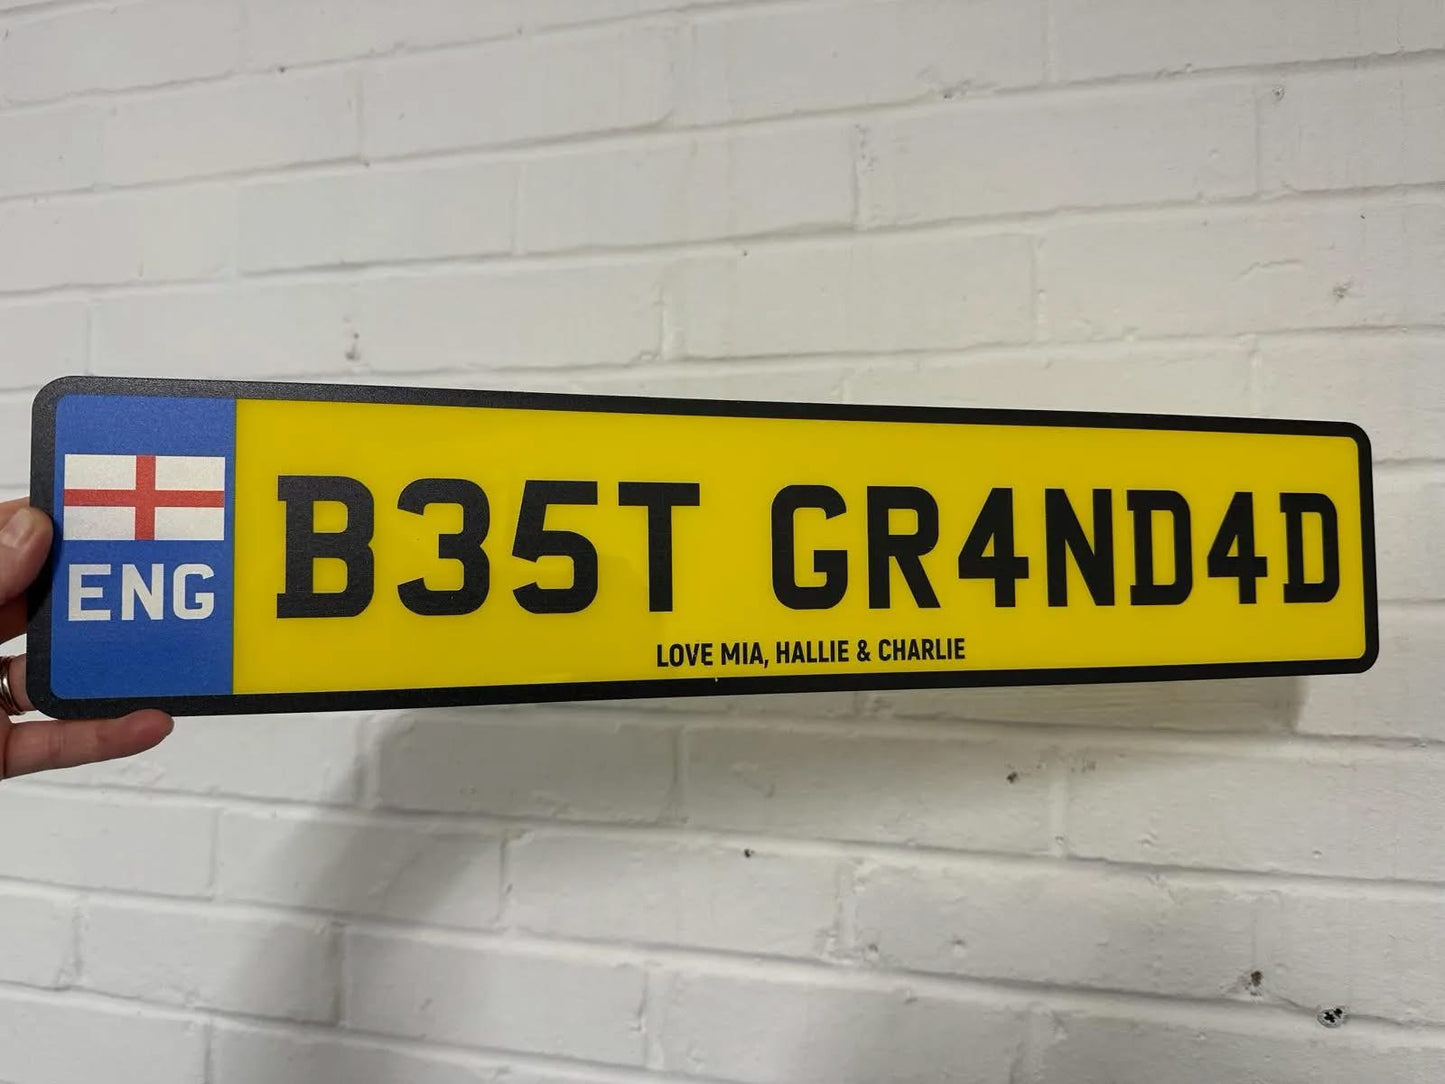 ENG
B35T GR4ND4D
LOVE MIA, HALLIE & CHARLIE